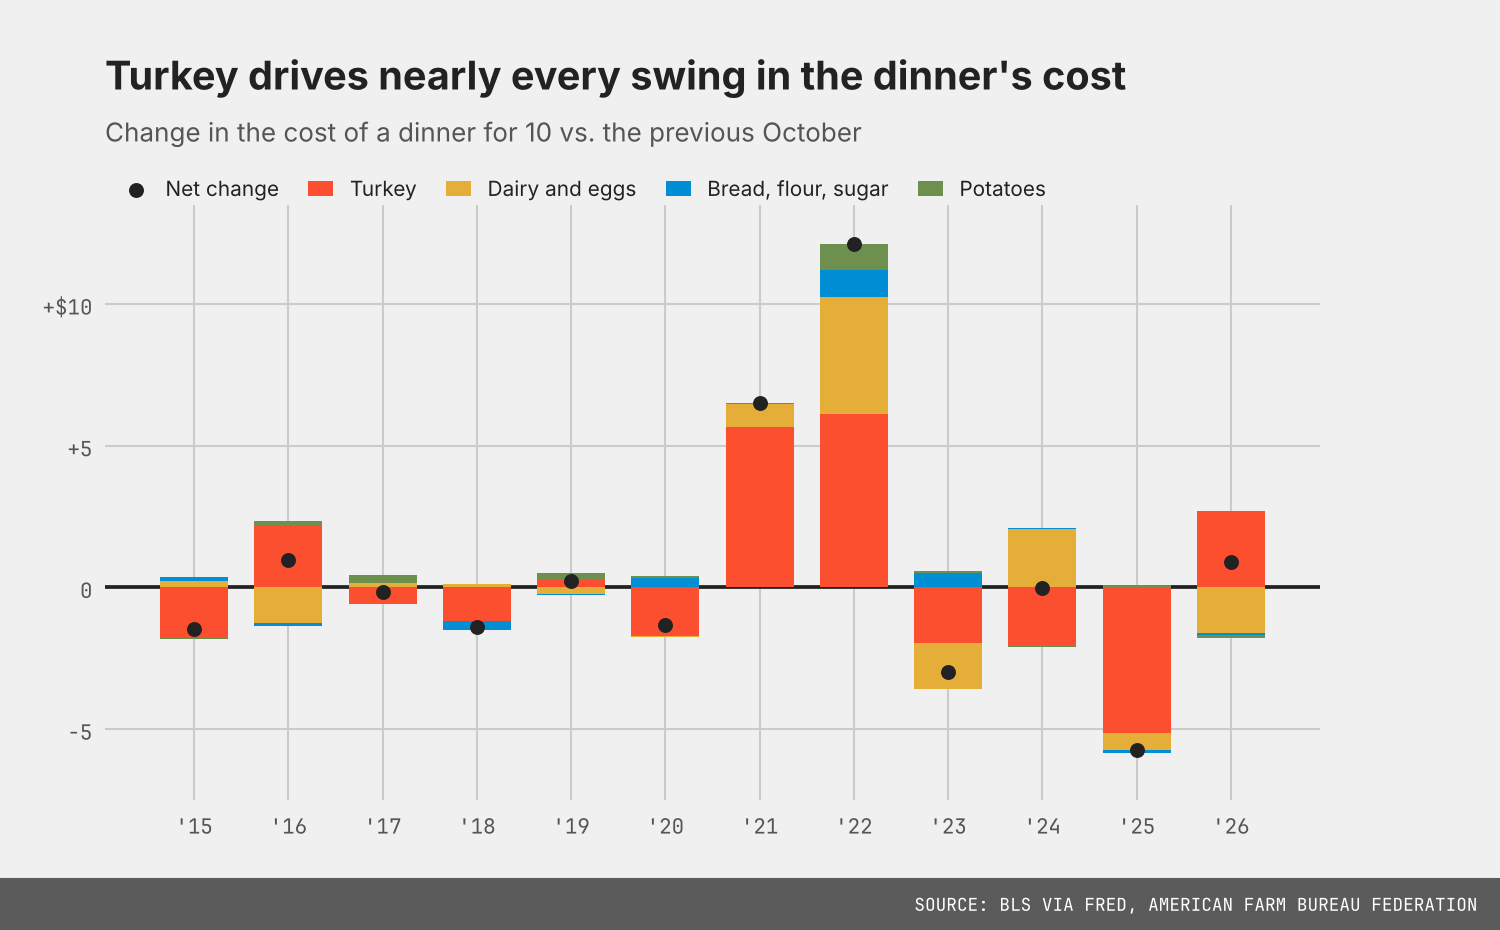 Turkey drives nearly every swing in the dinner's cost
Change in the cost of a dinner for 10 vs. the previous October
Net change Turkey Dairy and eggs Bread, flour, sugar Potatoes
+$10
+5
0
-5
'15 '16 '17 '18 '19 '20 '21 '22 '23 '24 '25 '26
SOURCE: BLS VIA FRED, AMERICAN FARM BUREAU FEDERATION